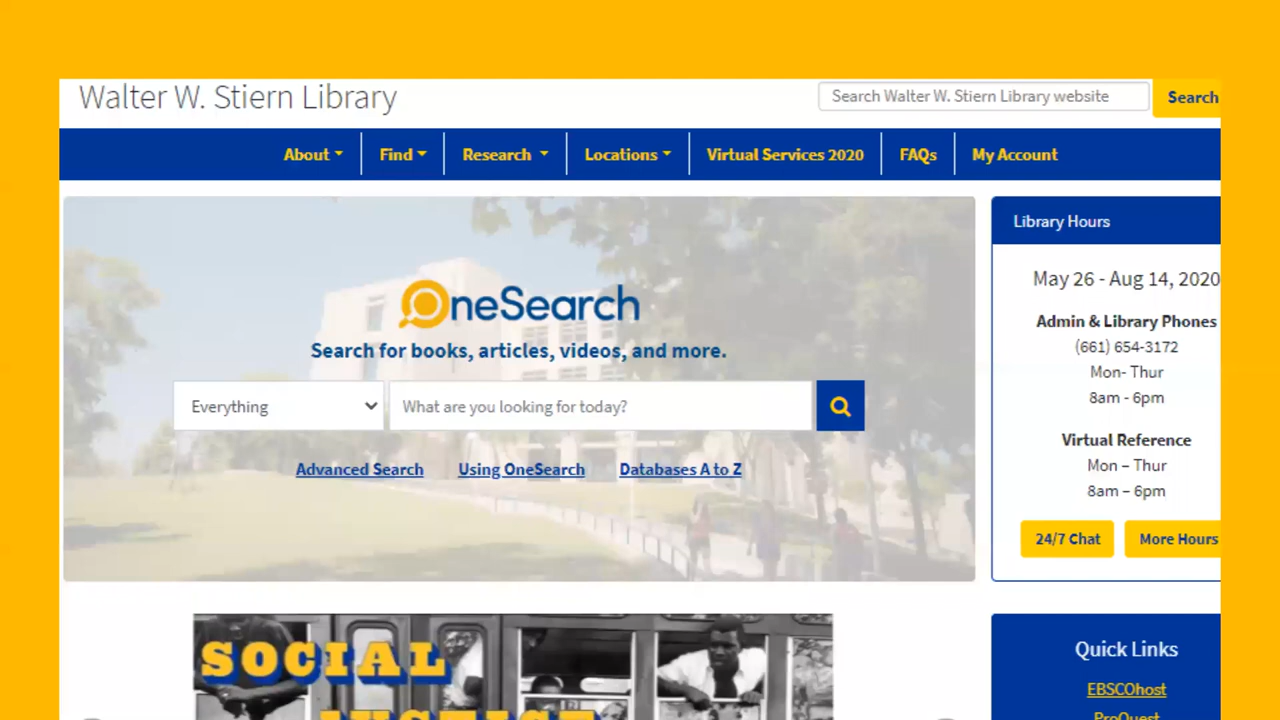 Walter W. Stiern Library
Search Walter W. Stiern Library website
Search
About
Find
Research
Locations
Virtual Services 2020
FAQs
My Account
OneSearch
Search for books, articles, videos, and more.
Everything
What are you looking for today?
Advanced Search
Using OneSearch
Databases A to Z
Library Hours
May 26 - Aug 14, 2020
Admin & Library Phones
(661) 654-3172
Mon- Thur
8am - 6pm
Virtual Reference
Mon – Thur
8am – 6pm
24/7 Chat
More Hours
SOCIAL
JUSTICE
Quick Links
EBSCOhost
ProQuest